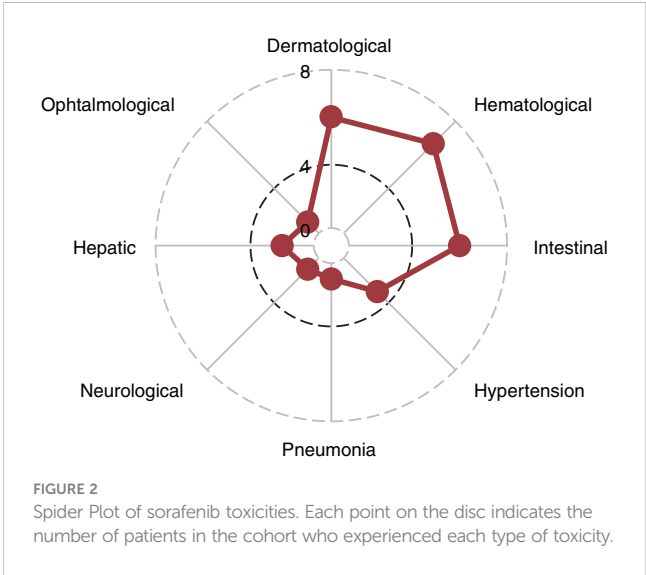 Dermatological
8
Ophtalmological
Hematological
4
0
Hepatic
Intestinal
Neurological
Hypertension
Pneumonia
FIGURE 2
Spider Plot of sorafenib toxicities. Each point on the disc indicates the
number of patients in the cohort who experienced each type of toxicity.